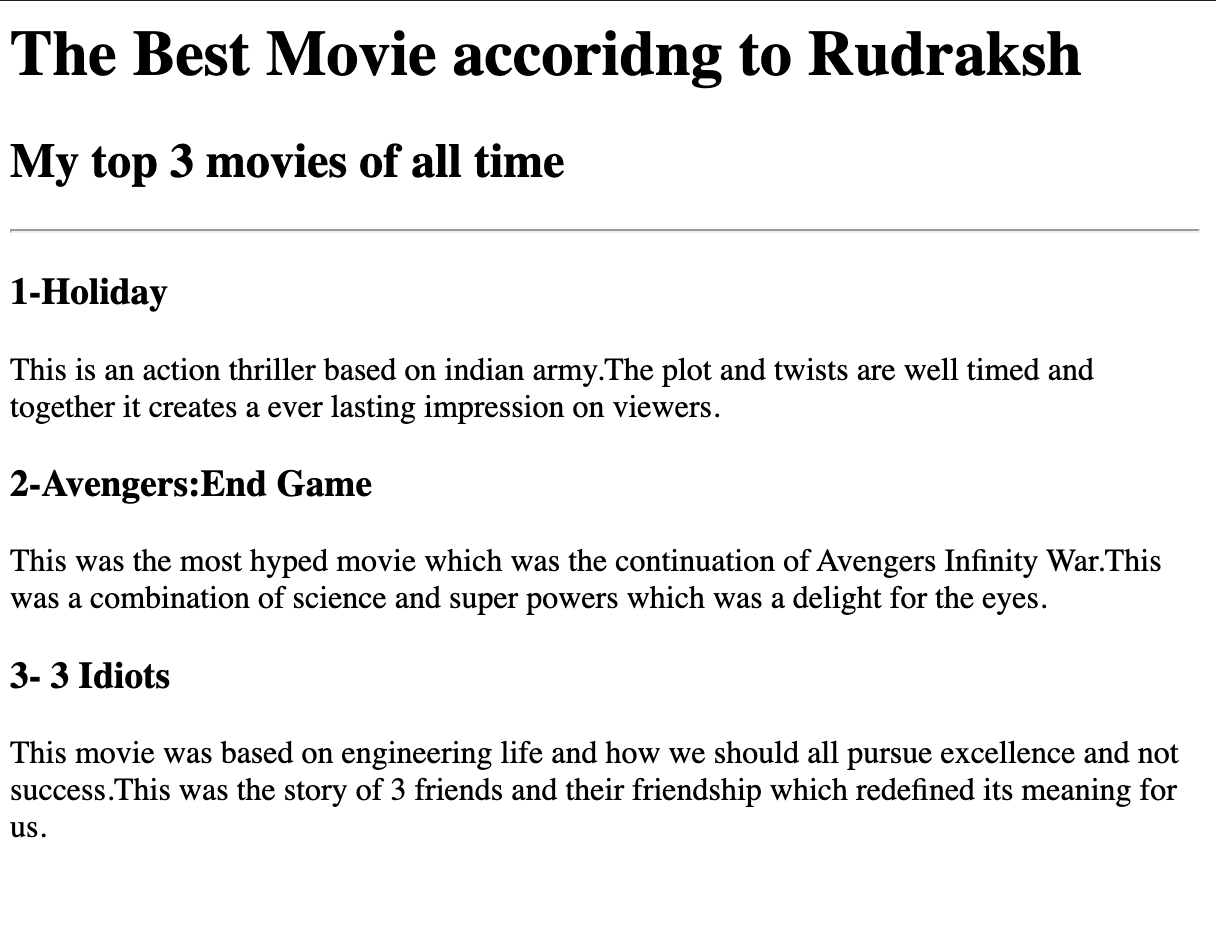 The Best Movie accoridng to Rudraksh
My top 3 movies of all time
1-Holiday
This is an action thriller based on indian army.The plot and twists are well timed and
together it creates a ever lasting impression on viewers.
2-Avengers:End Game
This was the most hyped movie which was the continuation of Avengers Infinity War.This
was a combination of science and super powers which was a delight for the eyes.
3- 3 Idiots
This movie was based on engineering life and how we should all pursue excellence and not
success.This was the story of 3 friends and their friendship which redefined its meaning for
us.